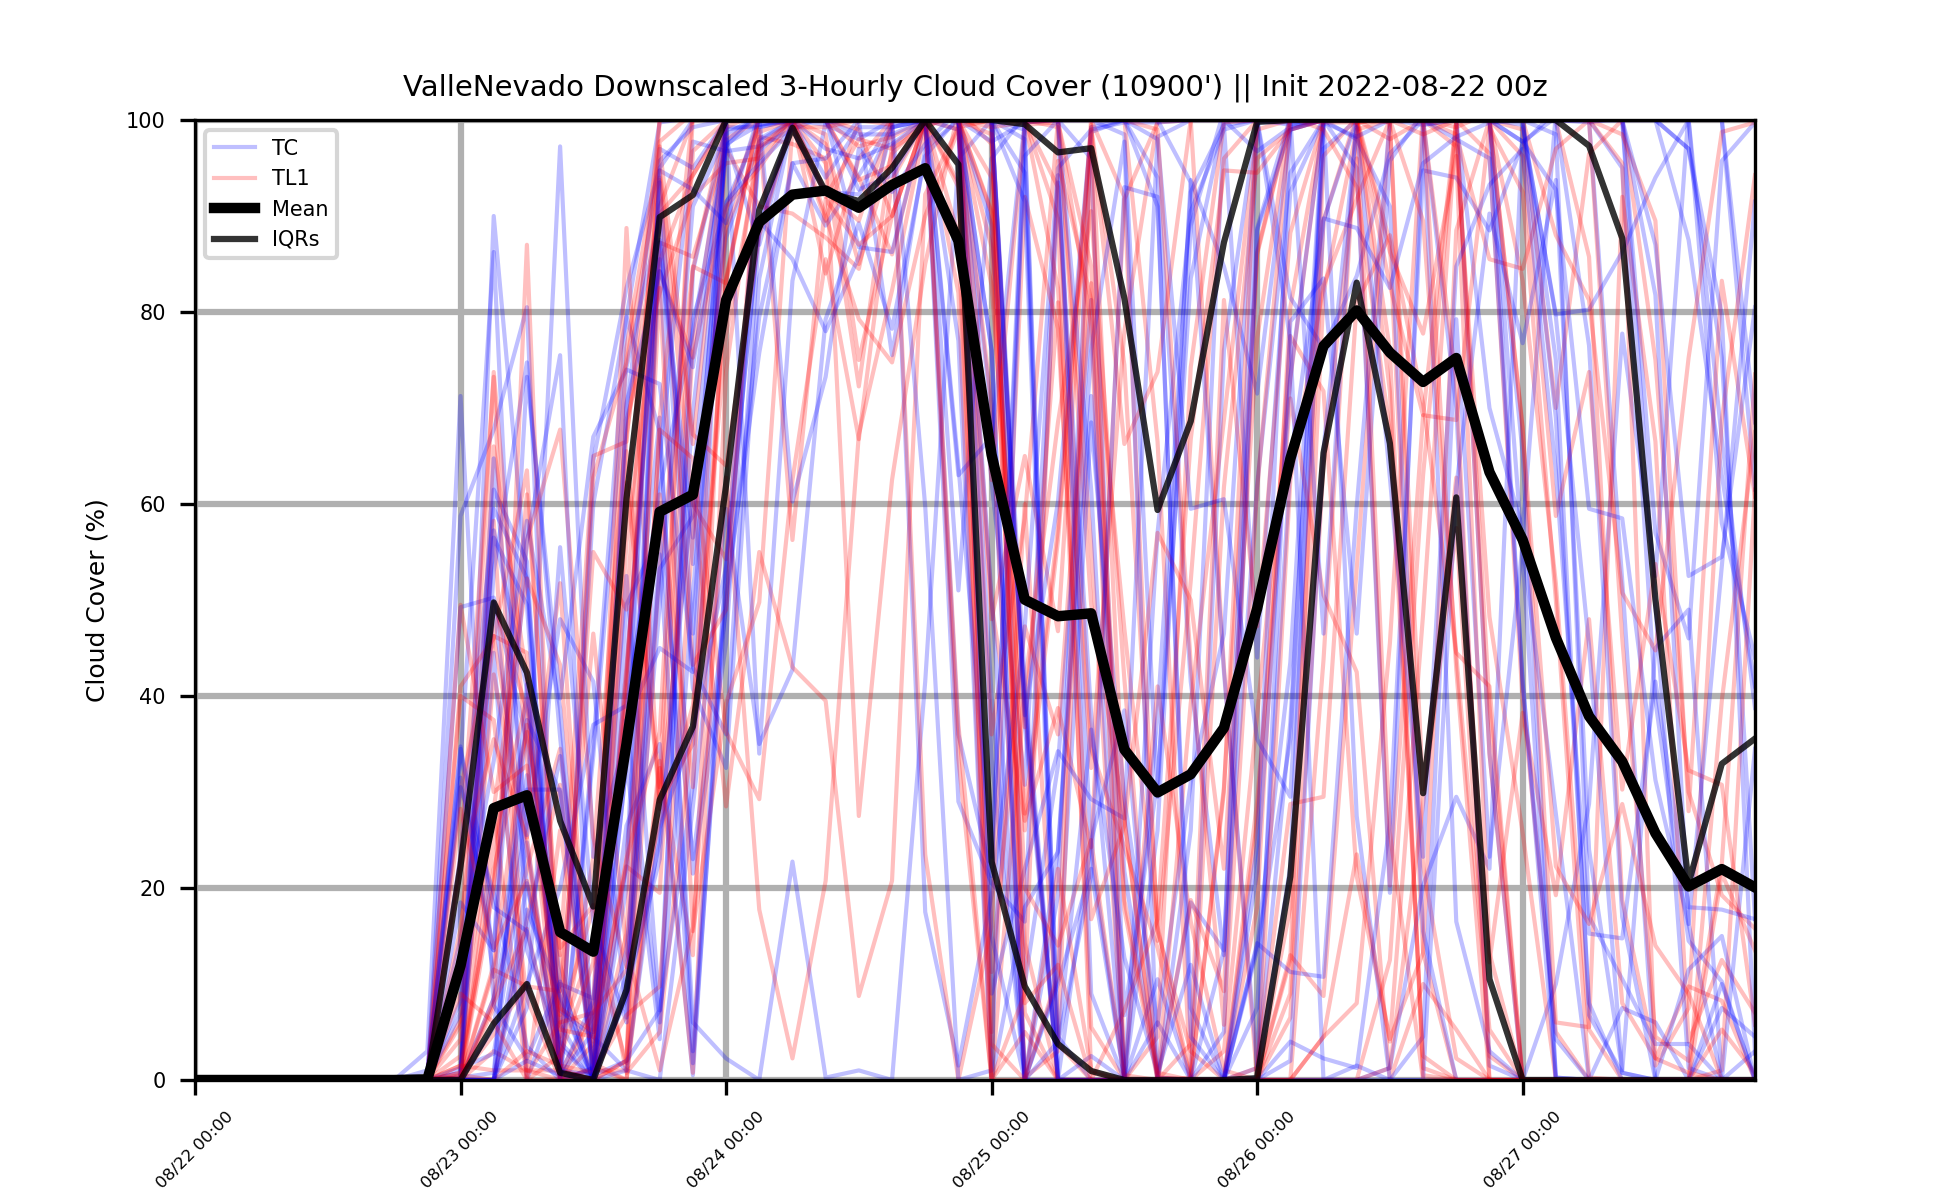 ValleNevado Downscaled 3-Hourly Cloud Cover (10900') || Init 2022-08-22 00z
100
80
60
40
20
0
Cloud Cover (%)
TC
TL1
Mean
IQRs
08/22 00:00
08/23 00:00
08/24 00:00
08/25 00:00
08/26 00:00
08/27 00:00